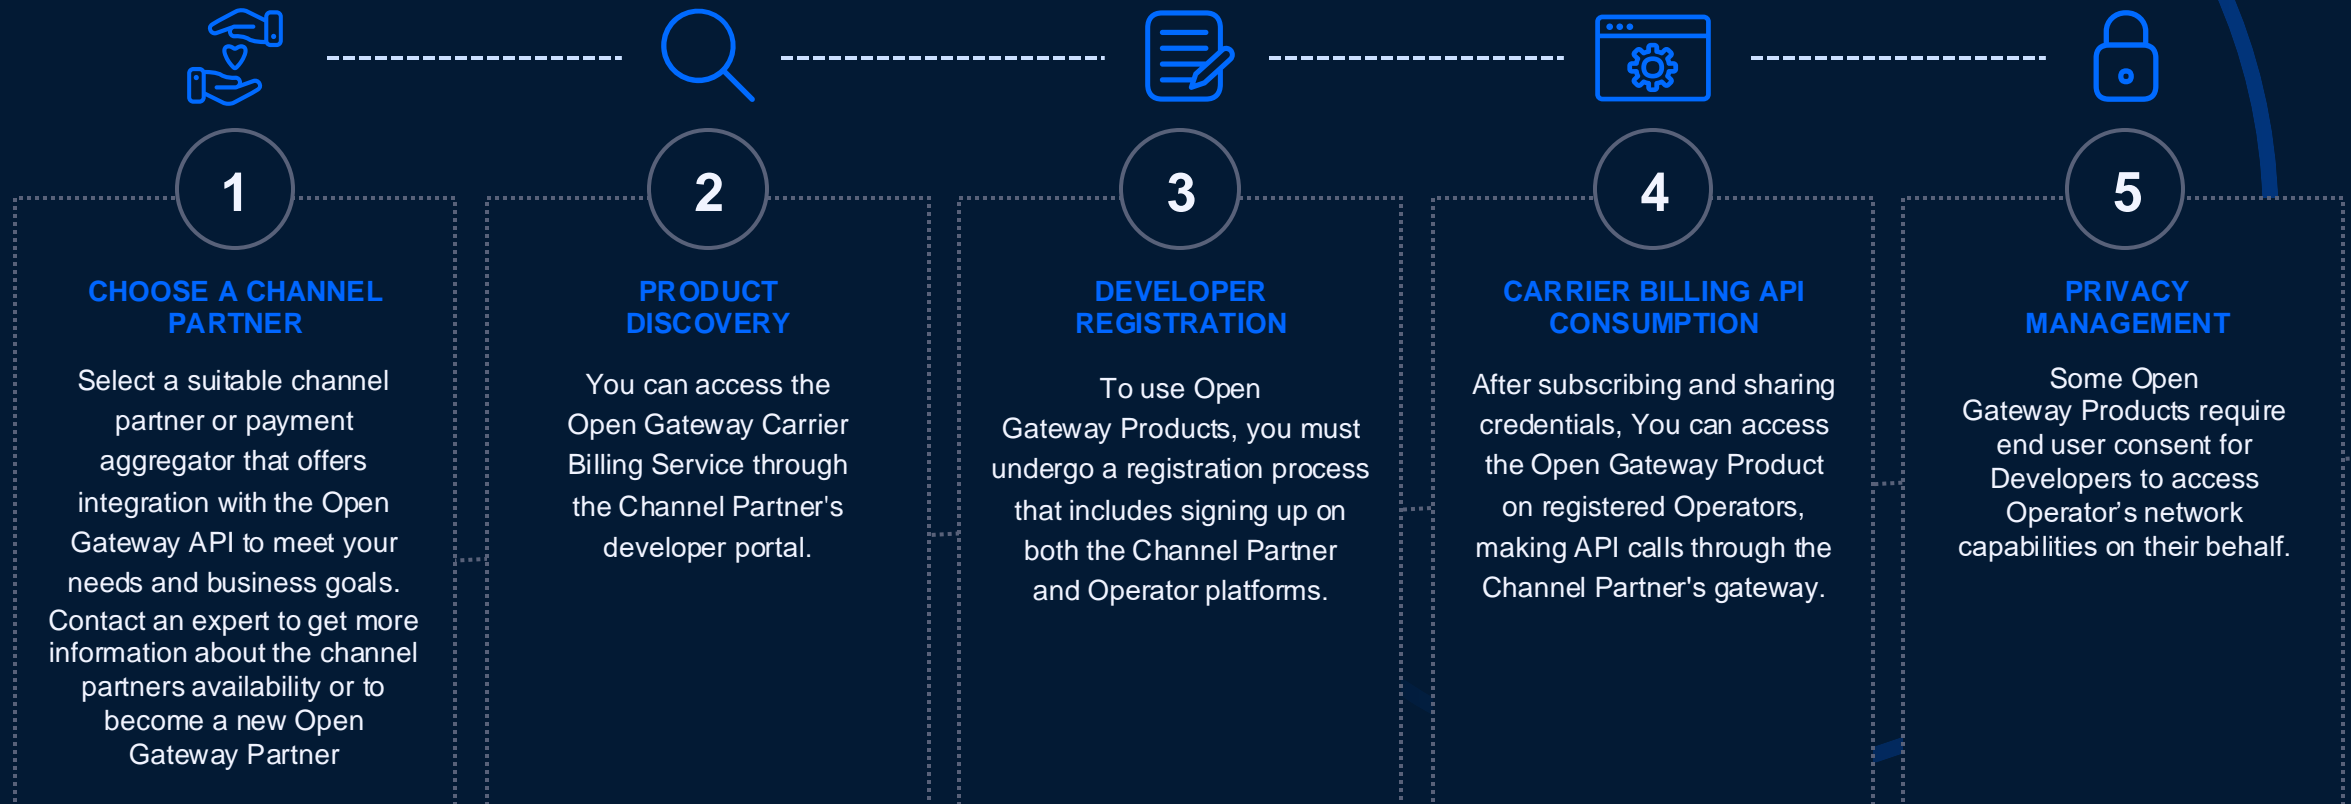 1
CHOOSE A CHANNEL
PARTNER
Select a suitable channel
partner or payment
aggregator that offers
integration with the Open
Gateway API to meet your
needs and business goals.
Contact an expert to get more
information about the channel
partners availability or to
become a new Open
Gateway Partner
2
PRODUCT
DISCOVERY
You can access the
Open Gateway Carrier
Billing Service through
the Channel Partner's
developer portal.
3
DEVELOPER
REGISTRATION
To use Open
Gateway Products, you must
undergo a registration process
that includes signing up on
both the Channel Partner
and Operator platforms.
4
CARRIER BILLING API
CONSUMPTION
After subscribing and sharing
credentials, You can access
the Open Gateway Product
on registered Operators,
making API calls through the
Channel Partner's gateway.
5
PRIVACY
MANAGEMENT
Some Open
Gateway Products require
end user consent for
Developers to access
Operator’s network
capabilities on their behalf.